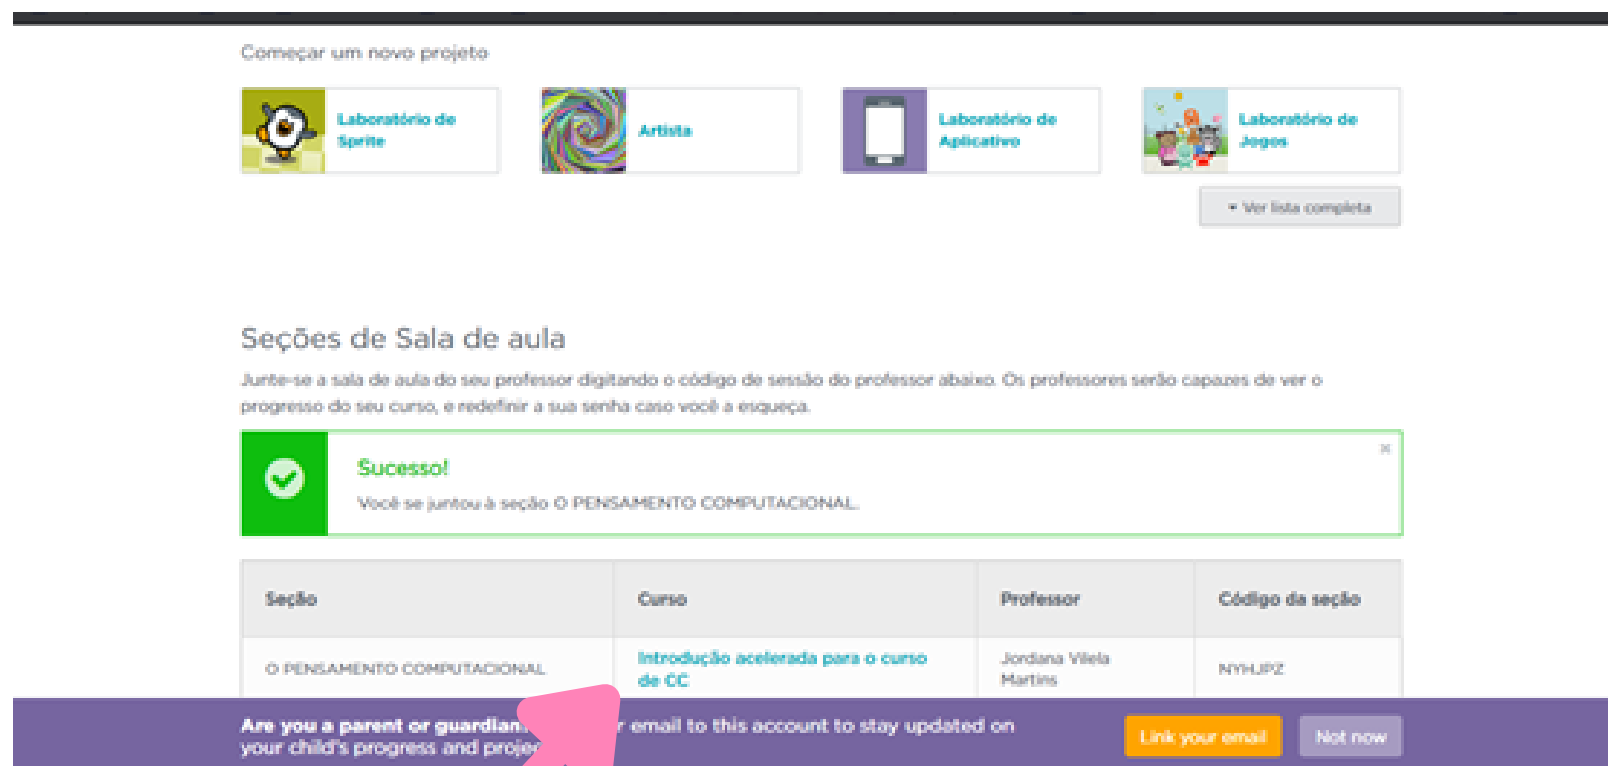 Começar um novo projeto
Laboratório de
Sprite
Artista
Laboratório de
Aplicativo
Laboratório de
Jogos
Ver lista completa
Seções de Sala de aula
Junte-se a sala de aula do seu professor digitando o código de sessão do professor abaixo. Os professores serão capazes de ver o
progresso do seu curso, e redefinir a sua senha caso você a esqueça.
Sucesso!
Você se juntou à seção O PENSAMENTO COMPUTACIONAL.
Seção Curso Professor Código da seção
O PENSAMENTO COMPUTACIONAL Introdução acelerada para o curso Jordana Vilela NYHJPZ
de CC Martins
Are you a parent or guardian email to this account to stay updated on
your child's progress and
Link your email Not now